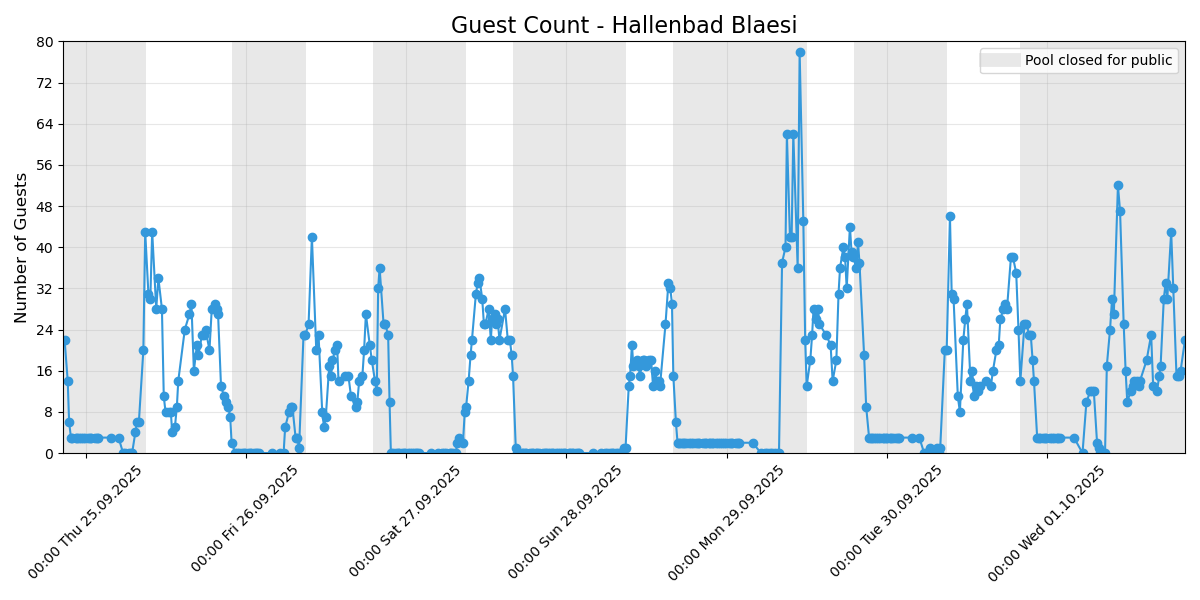 Guest Count - Hallenbad Blaesi
Pool closed for public
Number of Guests
80
72
64
56
48
40
32
24
16
8
0
00:00 Thu 25.09.2025
00:00 Fri 26.09.2025
00:00 Sat 27.09.2025
00:00 Sun 28.09.2025
00:00 Mon 29.09.2025
00:00 Tue 30.09.2025
00:00 Wed 01.10.2025